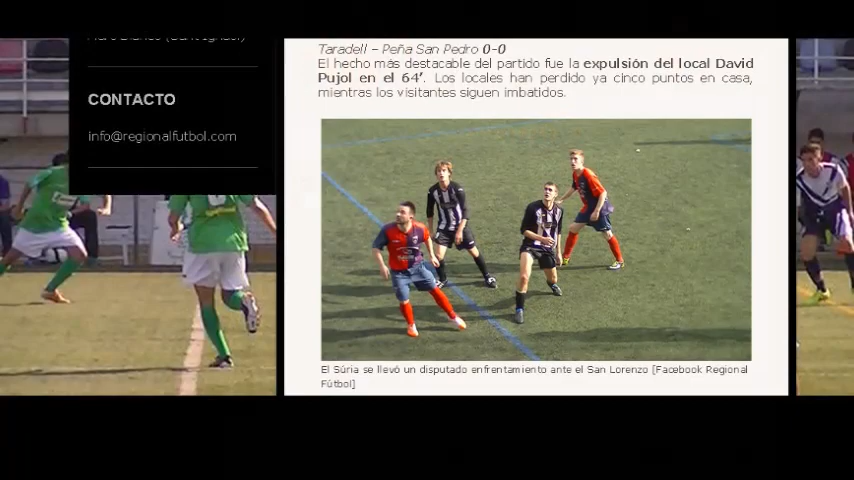 CONTACTO
info@regionalfutbol.com
Taradell – Peña San Pedro 0-0
El hecho más destacable del partido fue la expulsión del local David
Pujol en el 64’. Los locales han perdido ya cinco puntos en casa,
mientras los visitantes siguen imbatidos.
El Súria se llevó un disputado enfrentamiento ante el San Lorenzo [Facebook Regional
Fútbol]